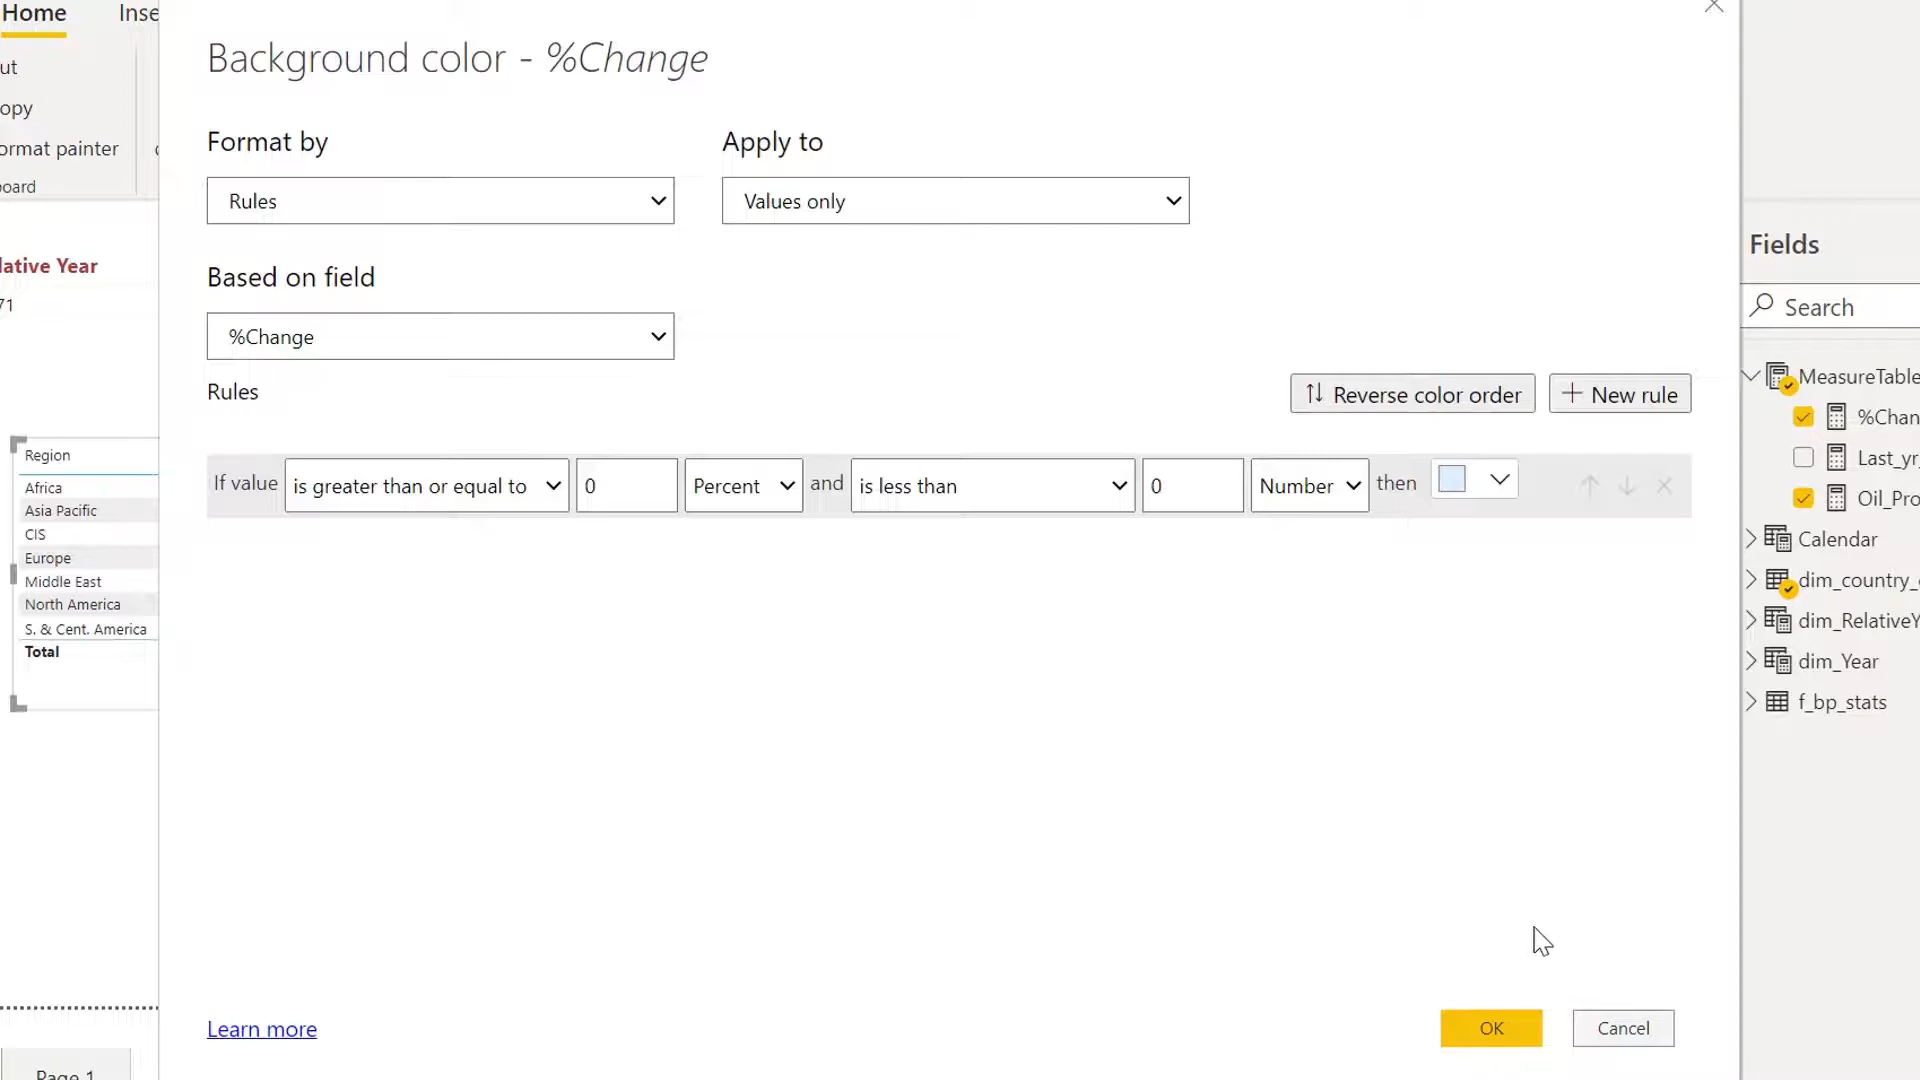 Home Inse
ut
opy
ormat painter
oard
lative Year
71
Region
Africa
Asia Pacific
CIS
Europe
Middle East
North America
S. & Cent. America
Total
Page 1
Background color - %Change
Format by
Apply to
Rules
Values only
Based on field
%Change
Rules
Reverse color order
New rule
If value is greater than or equal to 0 Percent and is less than 0 Number then
Learn more
OK
Cancel
Fields
Search
MeasureTable
%Chan
Last_yr_
Oil_Pro
Calendar
dim_country_
dim_RelativeY
dim_Year
f_bp_stats